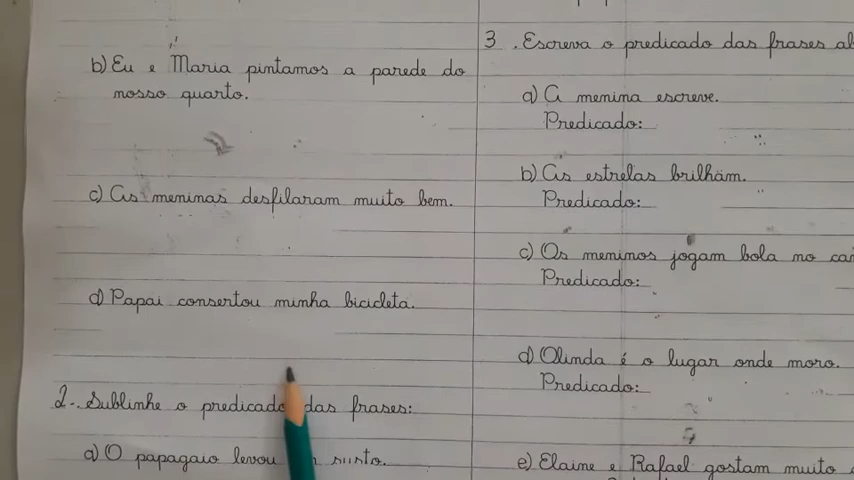 b) Eu e Maria pintamos a parede do
nosso quarto.
c) As meninas desfilaram muito bem.
d) Papai consertou minha bicicleta.
2-. Sublinhe o predicado das frases:
a) O papagaio levou susto.
3 . Escreva o predicado das frases
a) A menina escreve.
Predicado:
b) As estrelas brilham.
Predicado:
c) Os meninos jogam bola no
Predicado:
d) Olinda é o lugar onde moro.
Predicado:
e) Elaine e Rafael gostam muito